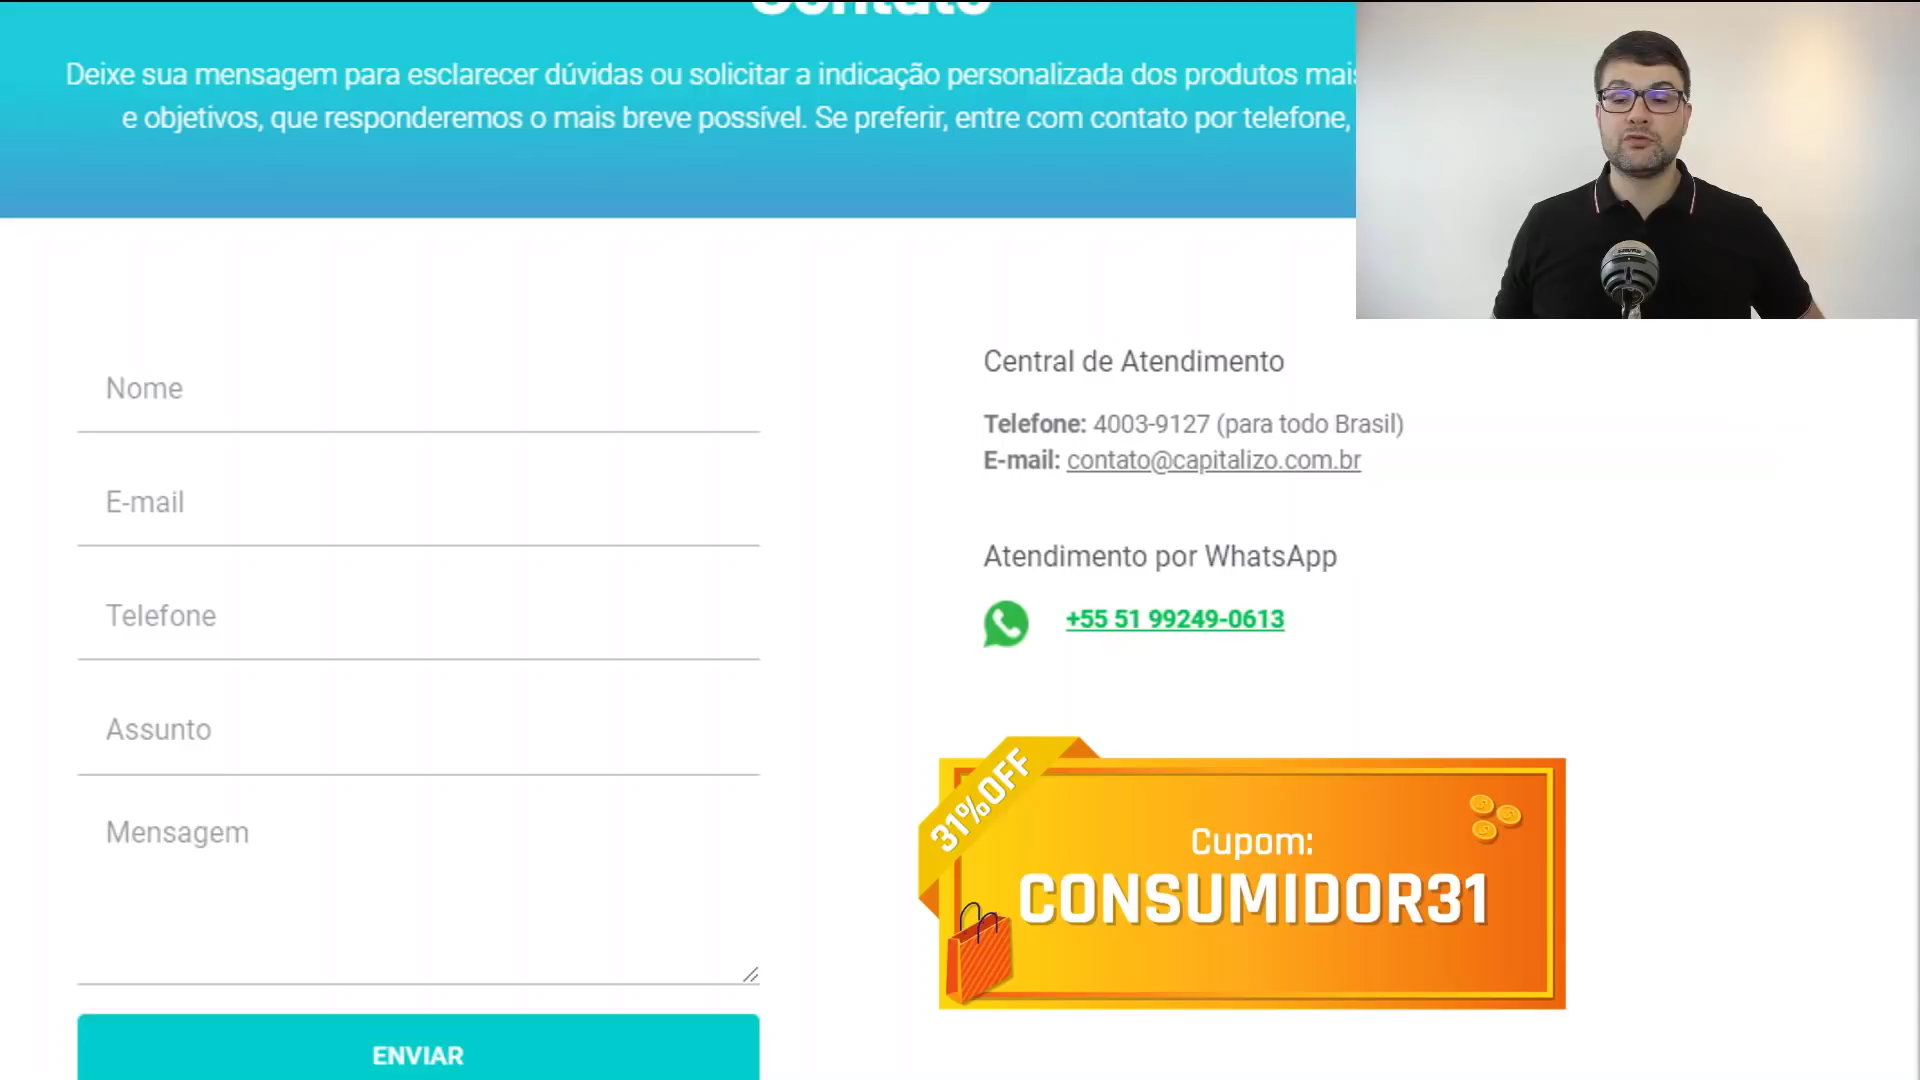 Contato
Deixe sua mensagem para esclarecer dúvidas ou solicitar a indicação personalizada dos produtos mais
e objetivos, que responderemos o mais breve possível. Se preferir, entre com contato por telefone,
Nome
E-mail
Telefone
Assunto
Mensagem
ENVIAR
Central de Atendimento
Telefone: 4003-9127 (para todo Brasil)
E-mail: contato@capitalizo.com.br
Atendimento por WhatsApp
+55 51 99249-0613
31%OFF
Cupom:
CONSUMIDOR31